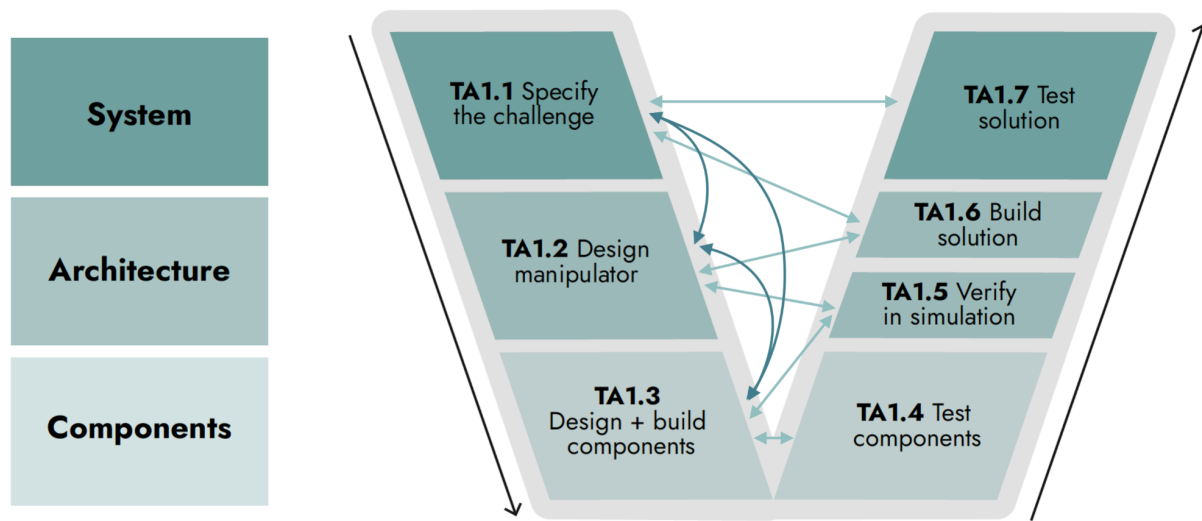 System
Architecture
Components
TA1.1 Specify
the challenge
TA1.2 Design
manipulator
TA1.3
Design + build
components
TA1.7 Test
solution
TA1.6 Build
solution
TA1.5 Verify
in simulation
TA1.4 Test
components